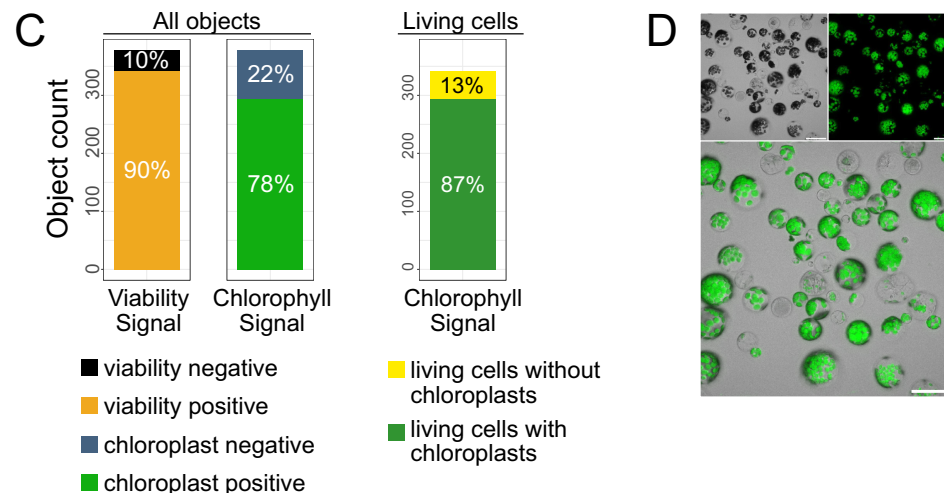 C
All objects
Living cells
D
Object count
0
100
200
300
10%
90%
22%
78%
0
100
200
300
13%
87%
Viability
Signal
Chlorophyll
Signal
Chlorophyll
Signal
viability negative
viability positive
chloroplast negative
chloroplast positive
living cells without
chloroplasts
living cells with
chloroplasts